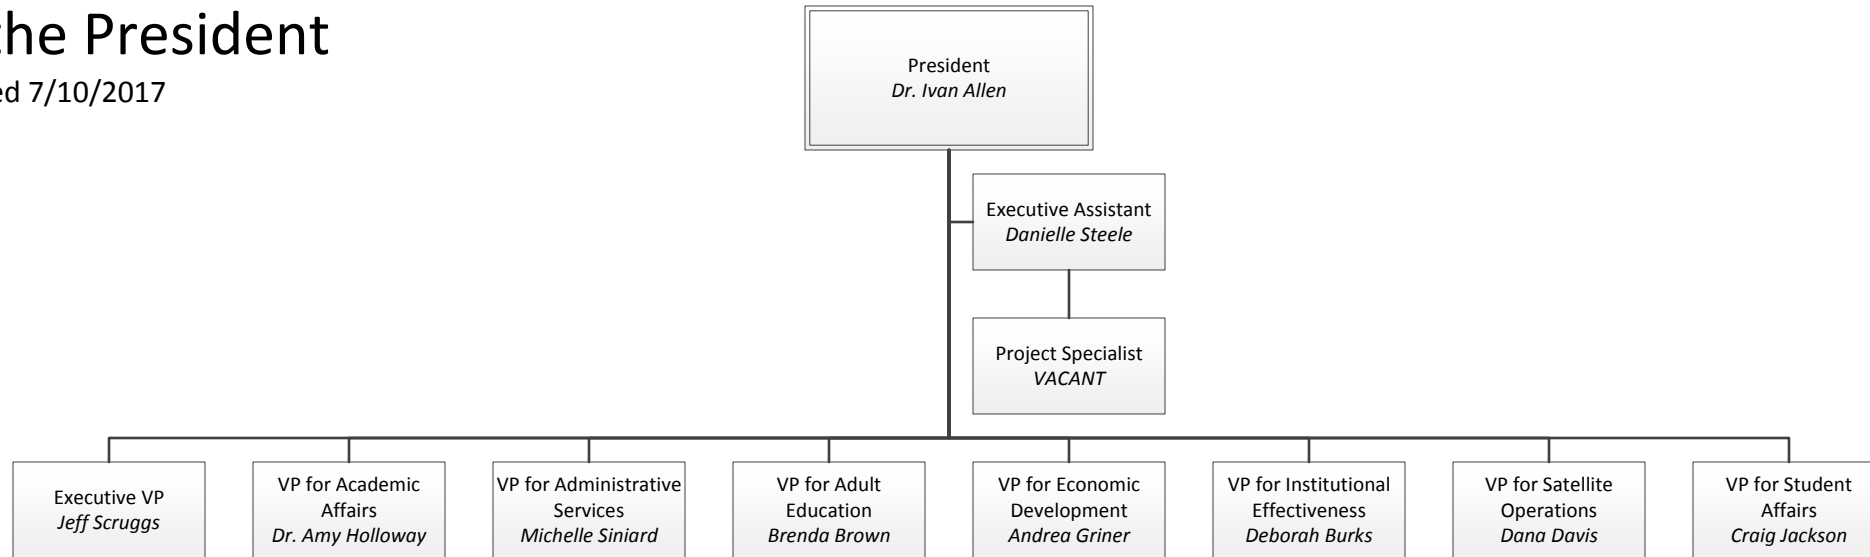 the President
ed 7/10/2017
President
Dr. Ivan Allen
Executive Assistant
Danielle Steele
Project Specialist
VACANT
Executive VP
Jeff Scruggs
VP for Academic
Affairs
Dr. Amy Holloway
VP for Administrative
Services
Michelle Siniard
VP for Adult
Education
Brenda Brown
VP for Economic
Development
Andrea Griner
VP for Institutional
Effectiveness
Deborah Burks
VP for Satellite
Operations
Dana Davis
VP for Student
Affairs
Craig Jackson